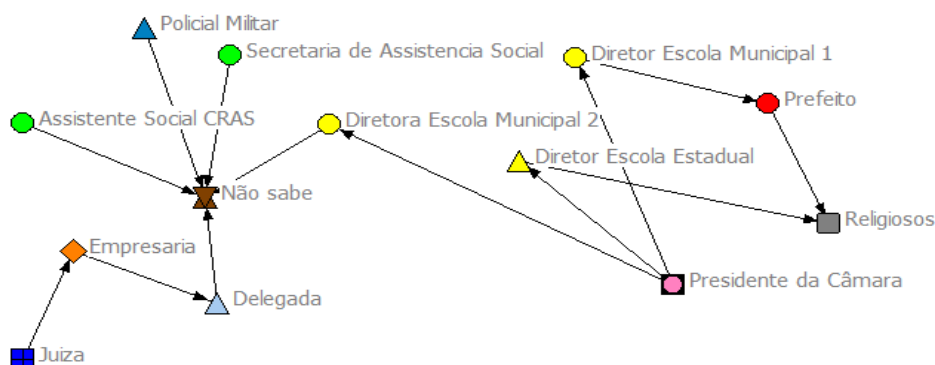 Policial Militar
Secretaria de Assistencia Social
Diretor Escola Municipal 1
Prefeito
Assistente Social CRAS
Diretora Escola Municipal 2
Diretor Escola Estadual
Não sabe
Religiosos
Empresaria
Presidente da Câmara
Delegada
Juiza